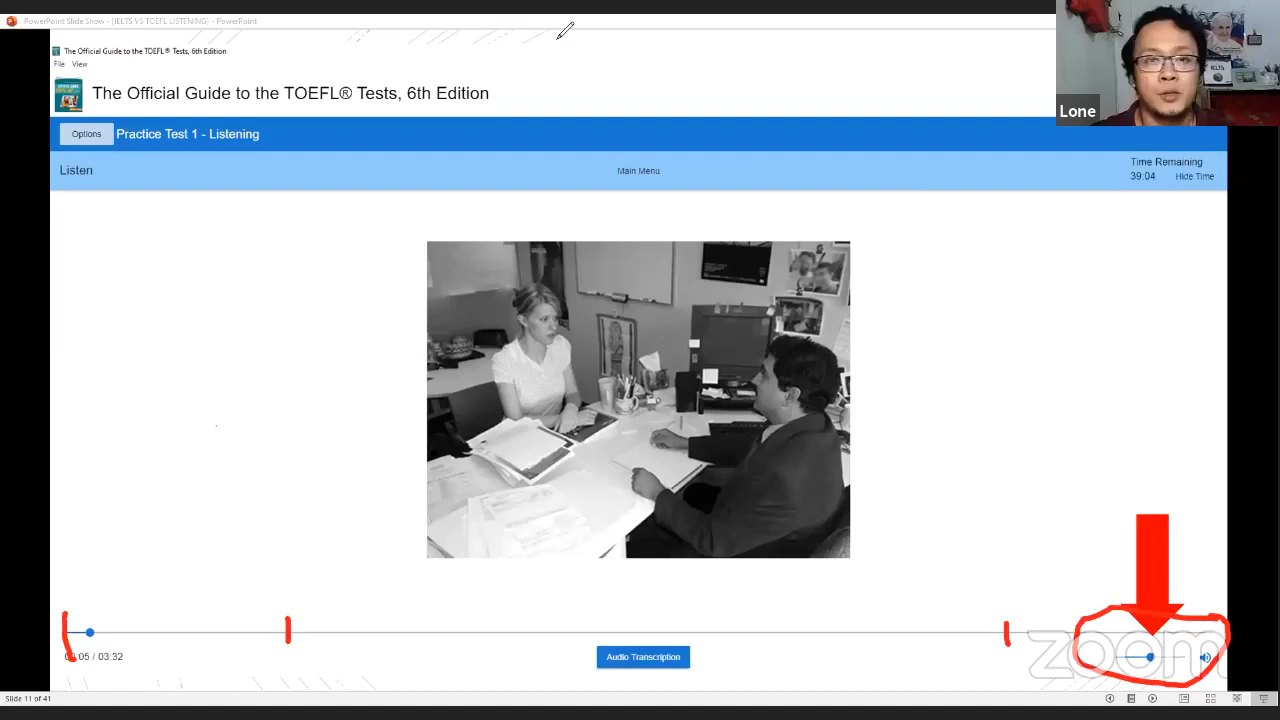 PowerPoint Slide Show - [IELTS VS TOEFL LISTENING] - PowerPoint
The Official Guide to the TOEFL® Tests, 6th Edition
File View
The Official Guide to the TOEFL® Tests, 6th Edition
IELTS
Lone
Options Practice Test 1 - Listening
Listen
Main Menu
Time Remaining
39:04 Hide Time
00:05 / 03:32
Audio Transcription
zoom
Slide 11 of 41